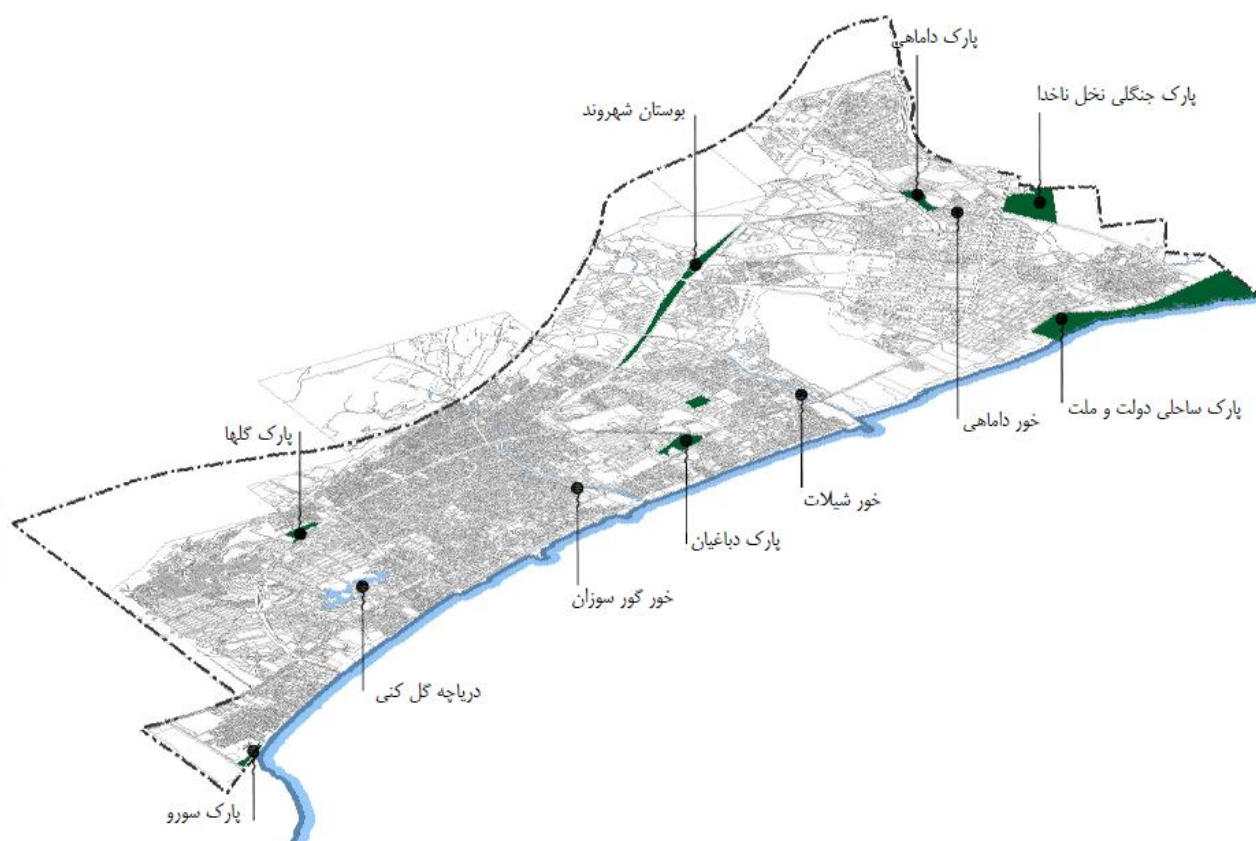 پارک داماهی
پارک جنگلی نخل ناخدا
بوستان شهروند
پارک ساحلی دولت و ملت
خور داماهی
پارک گلها
خور شیلات
پارک دباغیان
خور گور سوزان
دریاچه گل کنی
پارک سورو